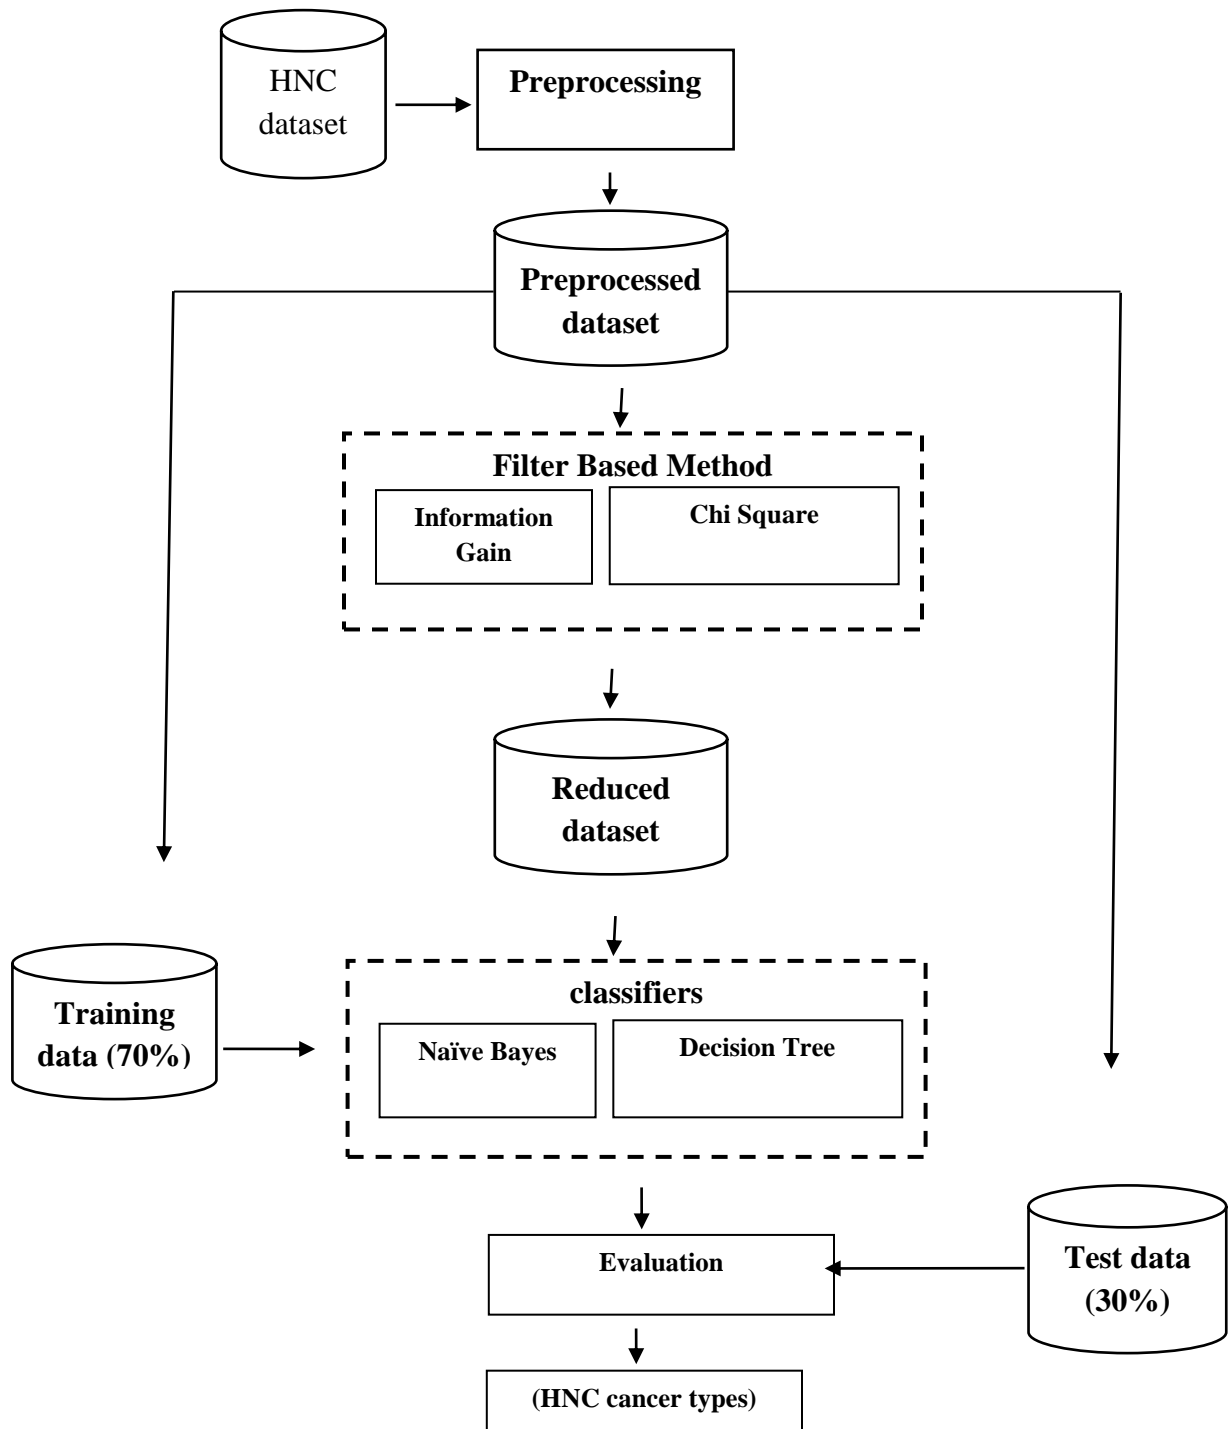 HNC
dataset
Preprocessing
Preprocessed
dataset
Filter Based Method
Information
Gain
Chi Square
Reduced
dataset
Training
data (70%)
classifiers
Naïve Bayes
Decision Tree
Evaluation
Test data
(30%)
(HNC cancer types)